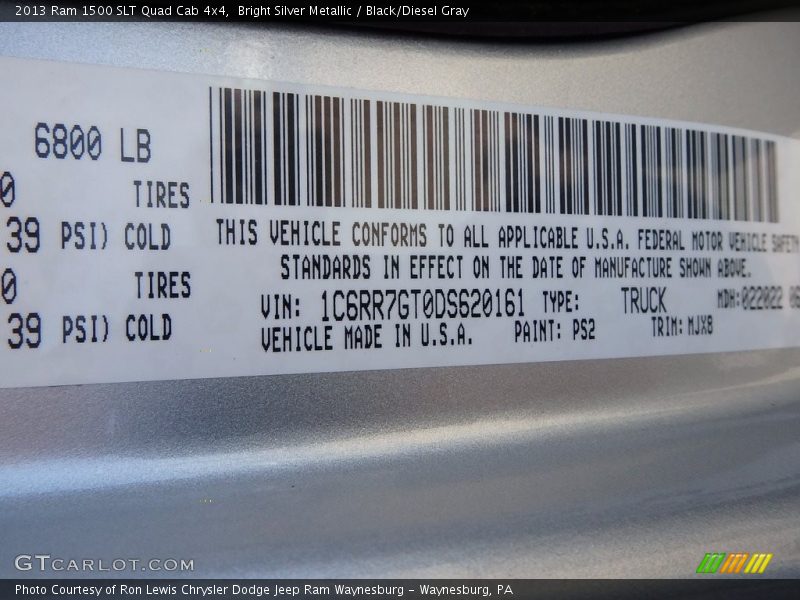 2013 Ram 1500 SLT Quad Cab 4x4, Bright Silver Metallic / Black/Diesel Gray
6800 LB
0 TIRES
39 PSI) COLD
0 TIRES
39 PSI) COLD
THIS VEHICLE CONFORMS TO ALL APPLICABLE U.S.A. FEDERAL MOTOR VEHICLE SAFETY
STANDARDS IN EFFECT ON THE DATE OF MANUFACTURE SHOWN ABOVE.
VIN: 1C6RR7GT0DS620161 TYPE: TRUCK MDH:022022 06
VEHICLE MADE IN U.S.A. PAINT: PS2 TRIM: MJX8
GTCARLOT.COM
Photo Courtesy of Ron Lewis Chrysler Dodge Jeep Ram Waynesburg – Waynesburg, PA